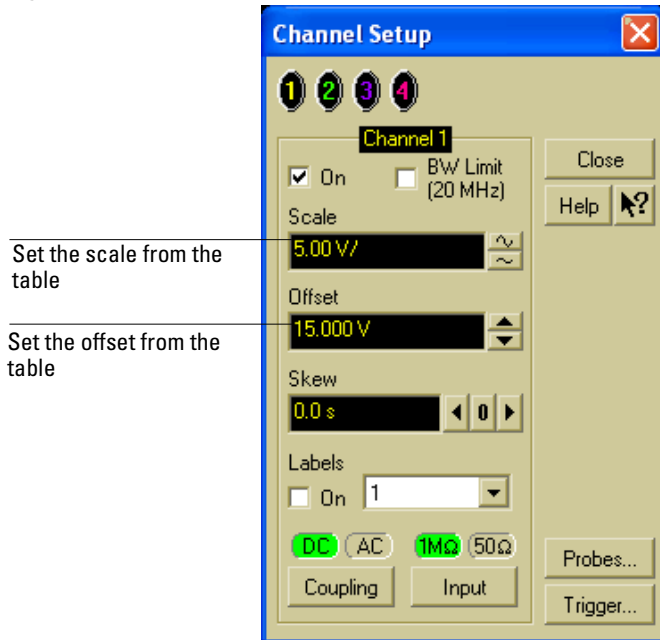 Channel Setup
1 2 3 4
Channel 1
On
BW Limit
(20 MHz)
Close
Help ?
Scale
5.00 V/
Set the scale from the
table
Offset
15.000 V
Set the offset from the
table
Skew
0.0 s
0
Labels
On 1
DC AC 1MΩ 50Ω
Coupling Input
Probes...
Trigger...